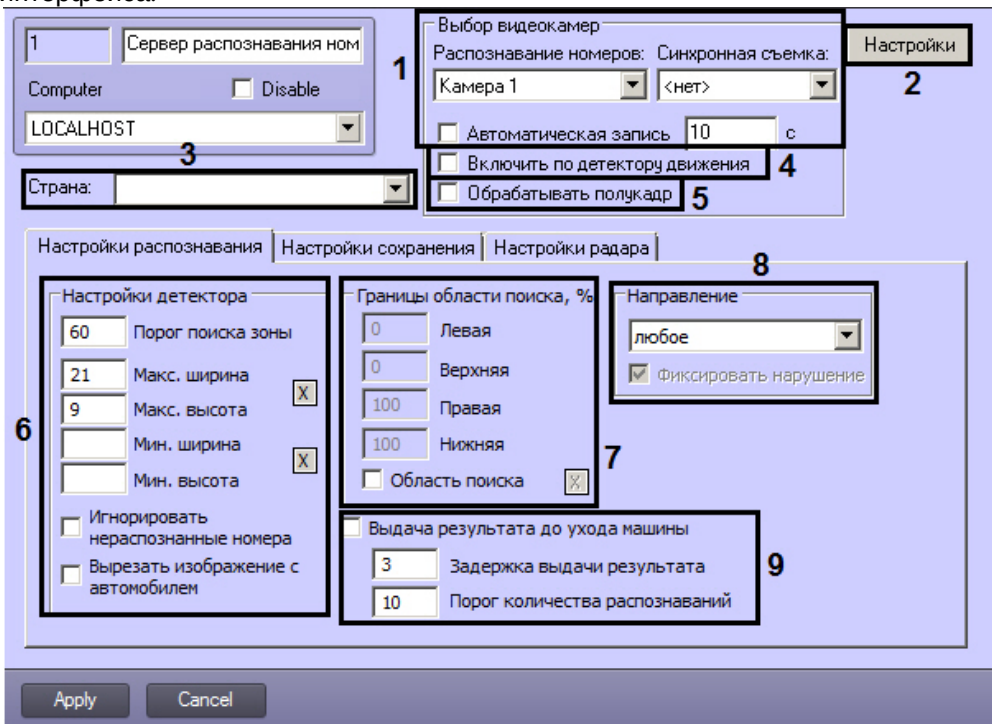 интерфейса.
1
Сервер распознавания ном
Computer
Disable
LOCALHOST
3
Страна:
1
Выбор видеокамер
Распознавание номеров:
Синхронная съемка:
Камера 1
<нет>
Автоматическая запись
10
с
Включить по детектору движения
4
Обрабатывать полукадр
5
Настройки
2
Настройки распознавания
Настройки сохранения
Настройки радара
6
Настройки детектора
60 Порог поиска зоны
21 Макс. ширина
9 Макс. высота
X
Мин. ширина
Мин. высота
X
Игнорировать
нераспознанные номера
Вырезать изображение с
автомобилем
Границы области поиска, %
0 Левая
0 Верхняя
100 Правая
100 Нижняя
Область поиска
X
7
8
Направление
любое
Фиксировать нарушение
Выдача результата до ухода машины
3 Задержка выдачи результата
10 Порог количества распознаваний
9
Apply
Cancel